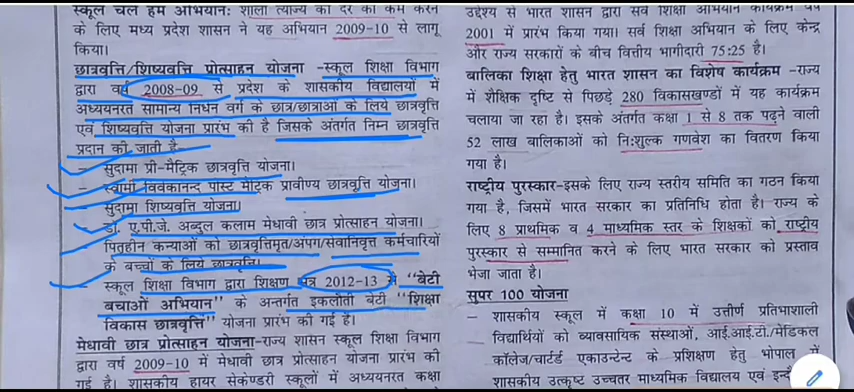 स्कूल चलें हम अभियान: शाला त्याज्य की दर को कम करने
के लिए मध्य प्रदेश शासन ने यह अभियान 2009-10 से लागू
किया।
छात्रवृत्ति/शिष्यवृत्ति प्रोत्साहन योजना -स्कूल शिक्षा विभाग
द्वारा वर्ष 2008-09 से प्रदेश के शासकीय विद्यालयों में
अध्ययनरत सामान्य निर्धन वर्ग के छात्र/छात्राओं के लिये छात्रवृत्ति
एवं शिष्यवृत्ति योजना प्रारंभ की है जिसके अंतर्गत निम्न छात्रवृत्ति
प्रदान की जाती है-
- सुदामा प्री-मैट्रिक छात्रवृत्ति योजना।
- स्वामी विवेकानन्द पोस्ट मैट्रिक प्रावीण्य छात्रवृत्ति योजना।
सुदामा शिष्यवृत्ति योजना।
डॉ. ए.पी.जे. अब्दुल कलाम मेधावी छात्र प्रोत्साहन योजना।
पितृहीन कन्याओं को छात्रवृत्तिमृत/अपंग/सेवानिवृत्त कर्मचारियों
के बच्चों के लिये छात्रवृत्ति।
स्कूल शिक्षा विभाग द्वारा शिक्षण सत्र 2012-13 से "बेटी
बचाओं अभियान" के अन्तर्गत इकलौती बेटी "शिक्षा
विकास छात्रवृत्ति" योजना प्रारंभ की गई है।
मेधावी छात्र प्रोत्साहन योजना-राज्य शासन स्कूल शिक्षा विभाग
द्वारा वर्ष 2009-10 में मेधावी छात्र प्रोत्साहन योजना प्रारंभ की
गई है। शासकीय हायर सेकेण्डरी स्कूलों में अध्ययनरत कक्षा
उद्देश्य से भारत शासन द्वारा सर्व शिक्षा अभियान कार्यक्रम वर्ष
2001 में प्रारंभ किया गया। सर्व शिक्षा अभियान के लिए केन्द्र
और राज्य सरकारों के बीच वित्तीय भागीदारी 75:25 है।
बालिका शिक्षा हेतु भारत शासन का विशेष कार्यक्रम -राज्य
में शैक्षिक दृष्टि से पिछड़े 280 विकासखण्डों में यह कार्यक्रम
चलाया जा रहा है। इसके अंतर्गत कक्षा 1 से 8 तक पढ़ने वाली
52 लाख बालिकाओं को नि:शुल्क गणवेश का वितरण किया
गया है।
राष्ट्रीय पुरस्कार-इसके लिए राज्य स्तरीय समिति का गठन किया
गया है, जिसमें भारत सरकार का प्रतिनिधि होता है। राज्य के
लिए 8 प्राथमिक व 4 माध्यमिक स्तर के शिक्षकों को राष्ट्रीय
पुरस्कार से सम्मानित करने के लिए भारत सरकार को प्रस्ताव
भेजा जाता है।
सुपर 100 योजना
- शासकीय स्कूल में कक्षा 10 में उत्तीर्ण प्रतिभाशाली
विद्यार्थियों को व्यावसायिक संस्थाओं, आई.आई.टी./मेडिकल
कॉलेज/चार्टर्ड एकाउन्टेन्ट के प्रशिक्षण हेतु भोपाल में
शासकीय उत्कृष्ट उच्चतर माध्यमिक विद्यालय एवं